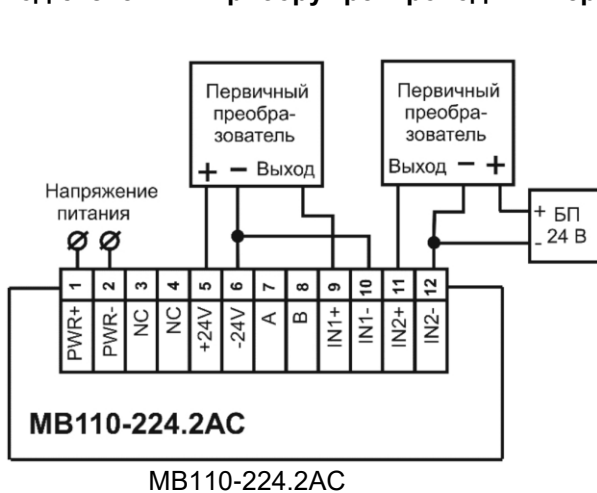 Первичный
преобра-
зователь
+ − Выход
Первичный
преобра-
зователь
Выход − +
Напряжение
питания
+ БП
- 24 В
1 2 3 4 5 6 7 8 9 10 11 12
PWR+ PWR- NC NC +24V -24V A B IN1+ IN1- IN2+ IN2-
МВ110-224.2АС
МВ110-224.2АС